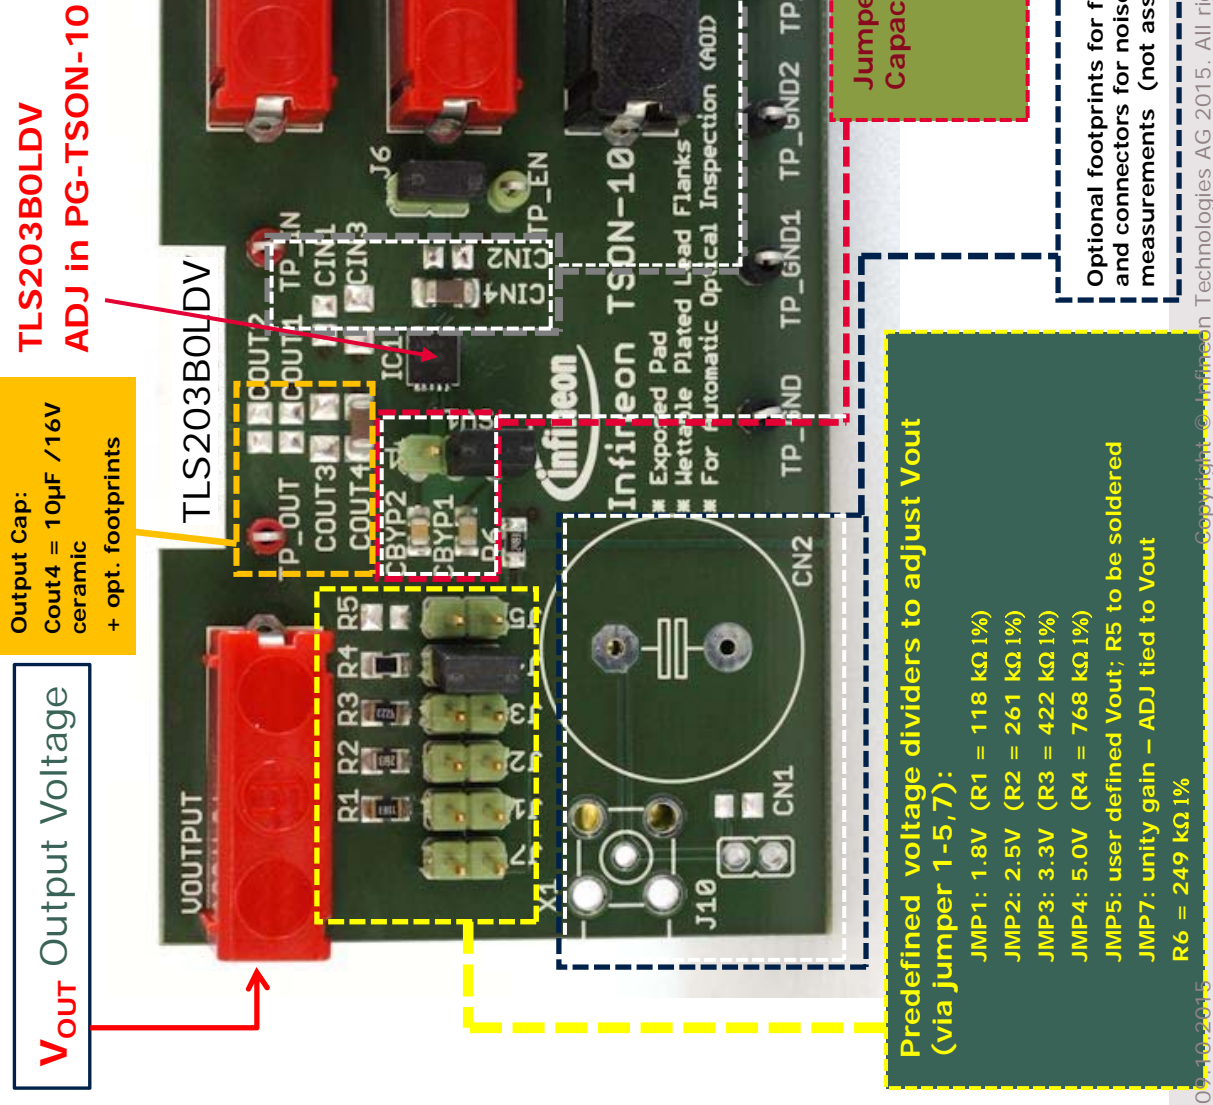 TLS203B0LDV
ADJ in PG-TSON-10
Output Cap:
Cout4 = 10µF /16V
ceramic
+ opt. footprints
VOUT Output Voltage
TLS203B0LDV
VOUTPUT
TP_OUT
COUT2
COUT1
COUT3
COUT4
TP_IN
CIN1
CIN3
J6
TP_EN
CIN2
CIN4
IC1
CBYP2
CBYP1
R6
R5
R4
R3
R2
R1
X1
J10
CN1
CN2
infineon
Infineon TSON-10
Exposed Pad
Wettable Plated Lead Flanks
For Automatic Optical Inspection (AOI)
TP_GND
TP_GND1
TP_GND2
Optional footprints for
and connectors for noise
measurements (not
Predefined voltage dividers to adjust Vout
(via jumper 1-5,7):
JMP1: 1.8V (R1 = 118 kΩ1%)
JMP2: 2.5V (R2 = 261 kΩ1%)
JMP3: 3.3V (R3 = 422 kΩ1%)
JMP4: 5.0V (R4 = 768 kΩ1%)
JMP5: user defined Vout; R5 to be soldered
JMP7: unity gain – ADJ tied to Vout
R6 = 249 kΩ1%
09.10.2015
Copyright © Infineon Technologies AG 2015. All